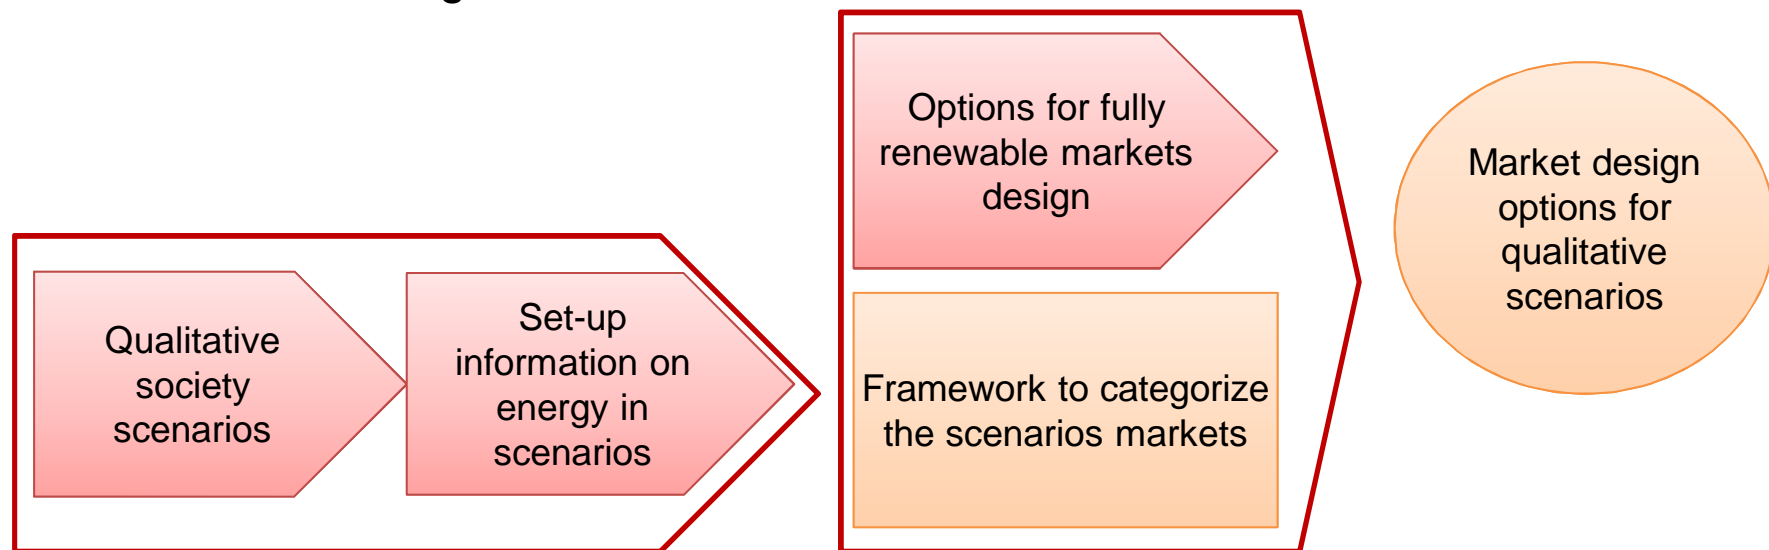 Qualitative
society
scenarios
Set-up
information on
energy in
scenarios
Options for fully
renewable markets
design
Framework to categorize
the scenarios markets
Market design
options for
qualitative
scenarios